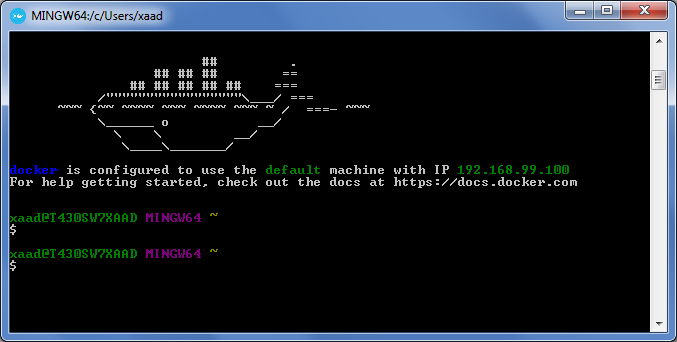 MINGW64:/c/Users/xaad
                        ##         .
                  ## ## ##        ==
               ## ## ## ## ##    ===
           /"""""""""""""""""\___/ ===
      ~~~ {~~ ~~~~ ~~~ ~~~~ ~~~ ~ /  ===- ~~~
           \______ o           __/
             \    \         __/
              \____\_______/
docker is configured to use the default machine with IP 192.168.99.100
For help getting started, check out the docs at https://docs.docker.com
xaad@T430SW7XAAD MINGW64 ~
$
xaad@T430SW7XAAD MINGW64 ~
$